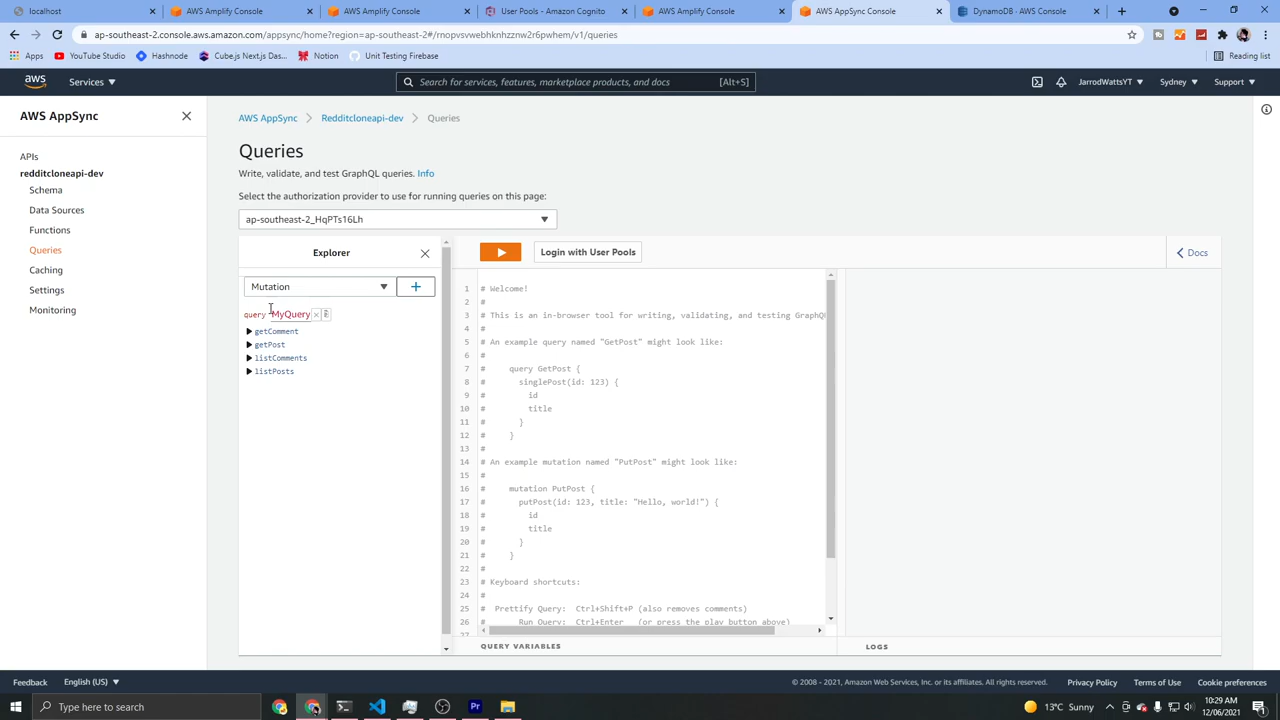 localhost
AWS AppSync Console
AWS AppSync Console
User Pools - Amazon Cognito
AWS AppSync Console
AWS AppSync Console
DynamoDB · AWS Console
ap-southeast-2.console.aws.amazon.com/appsync/home?region=ap-southeast-2#/rnopvsvwebhknhzznw2r6pwhem/v1/queries
Apps
YouTube Studio
Hashnode
Cube.js Next.js Das...
Notion
Unit Testing Firebase
Reading list
aws
Services
Search for services, features, marketplace products, and docs
[Alt+S]
JarrodWattsYT
Sydney
Support
AWS AppSync
APIs
redditcloneapi-dev
Schema
Data Sources
Functions
Queries
Caching
Settings
Monitoring
AWS AppSync
Redditcloneapi-dev
Queries
Queries
Write, validate, and test GraphQL queries. Info
Select the authorization provider to use for running queries on this page:
ap-southeast-2_HqPTs16Lh
Explorer
Mutation
query MyQuery
getComment
getPost
listComments
listPosts
Login with User Pools
Docs
1 # Welcome!
2 #
3 # This is an in-browser tool for writing, validating, and testing GraphQL
4 #
5 # An example query named "GetPost" might look like:
6 #
7 # query GetPost {
8 # singlePost(id: 123) {
9 # id
10 # title
11 # }
12 # }
13 #
14 # An example mutation named "PutPost" might look like:
15 #
16 # mutation PutPost {
17 # putPost(id: 123, title: "Hello, world!") {
18 # id
19 # title
20 # }
21 # }
22 #
23 # Keyboard shortcuts:
24 #
25 # Prettify Query: Ctrl+Shift+P (also removes comments)
26 # Run Query: Ctrl+Enter (or press the play button above)
27
QUERY VARIABLES
LOGS
Feedback
English (US)
© 2008 - 2021, Amazon Web Services, Inc. or its affiliates. All rights reserved.
Privacy Policy
Terms of Use
Cookie preferences
Type here to search
13°C Sunny
10:29 AM
12/06/2021